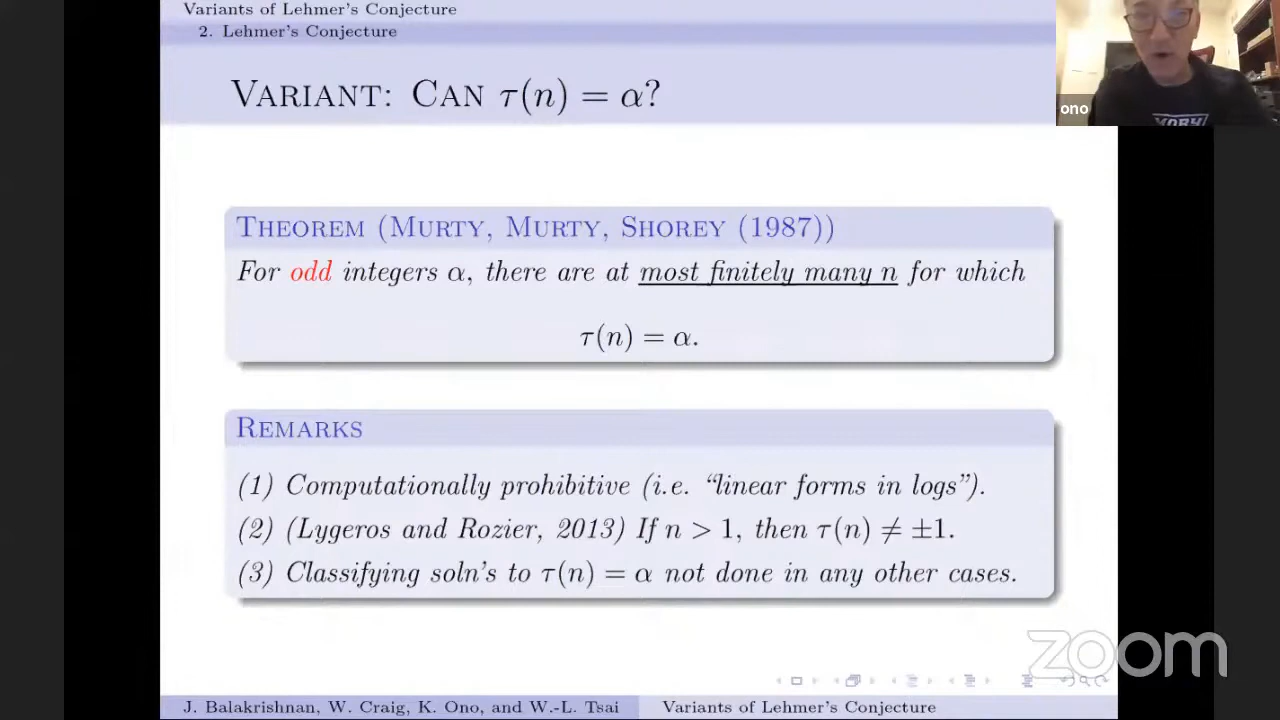 Variants of Lehmer's Conjecture
2. Lehmer's Conjecture
Variant: Can τ(n) = α?
ono
Theorem (Murty, Murty, Shorey (1987))
For odd integers α, there are at most finitely many n for which
τ(n) = α.
Remarks
(1) Computationally prohibitive (i.e. “linear forms in logs”).
(2) (Lygeros and Rozier, 2013) If n > 1, then τ(n) ≠ ±1.
(3) Classifying soln's to τ(n) = α not done in any other cases.
zoom
J. Balakrishnan, W. Craig, K. Ono, and W.-L. Tsai
Variants of Lehmer's Conjecture